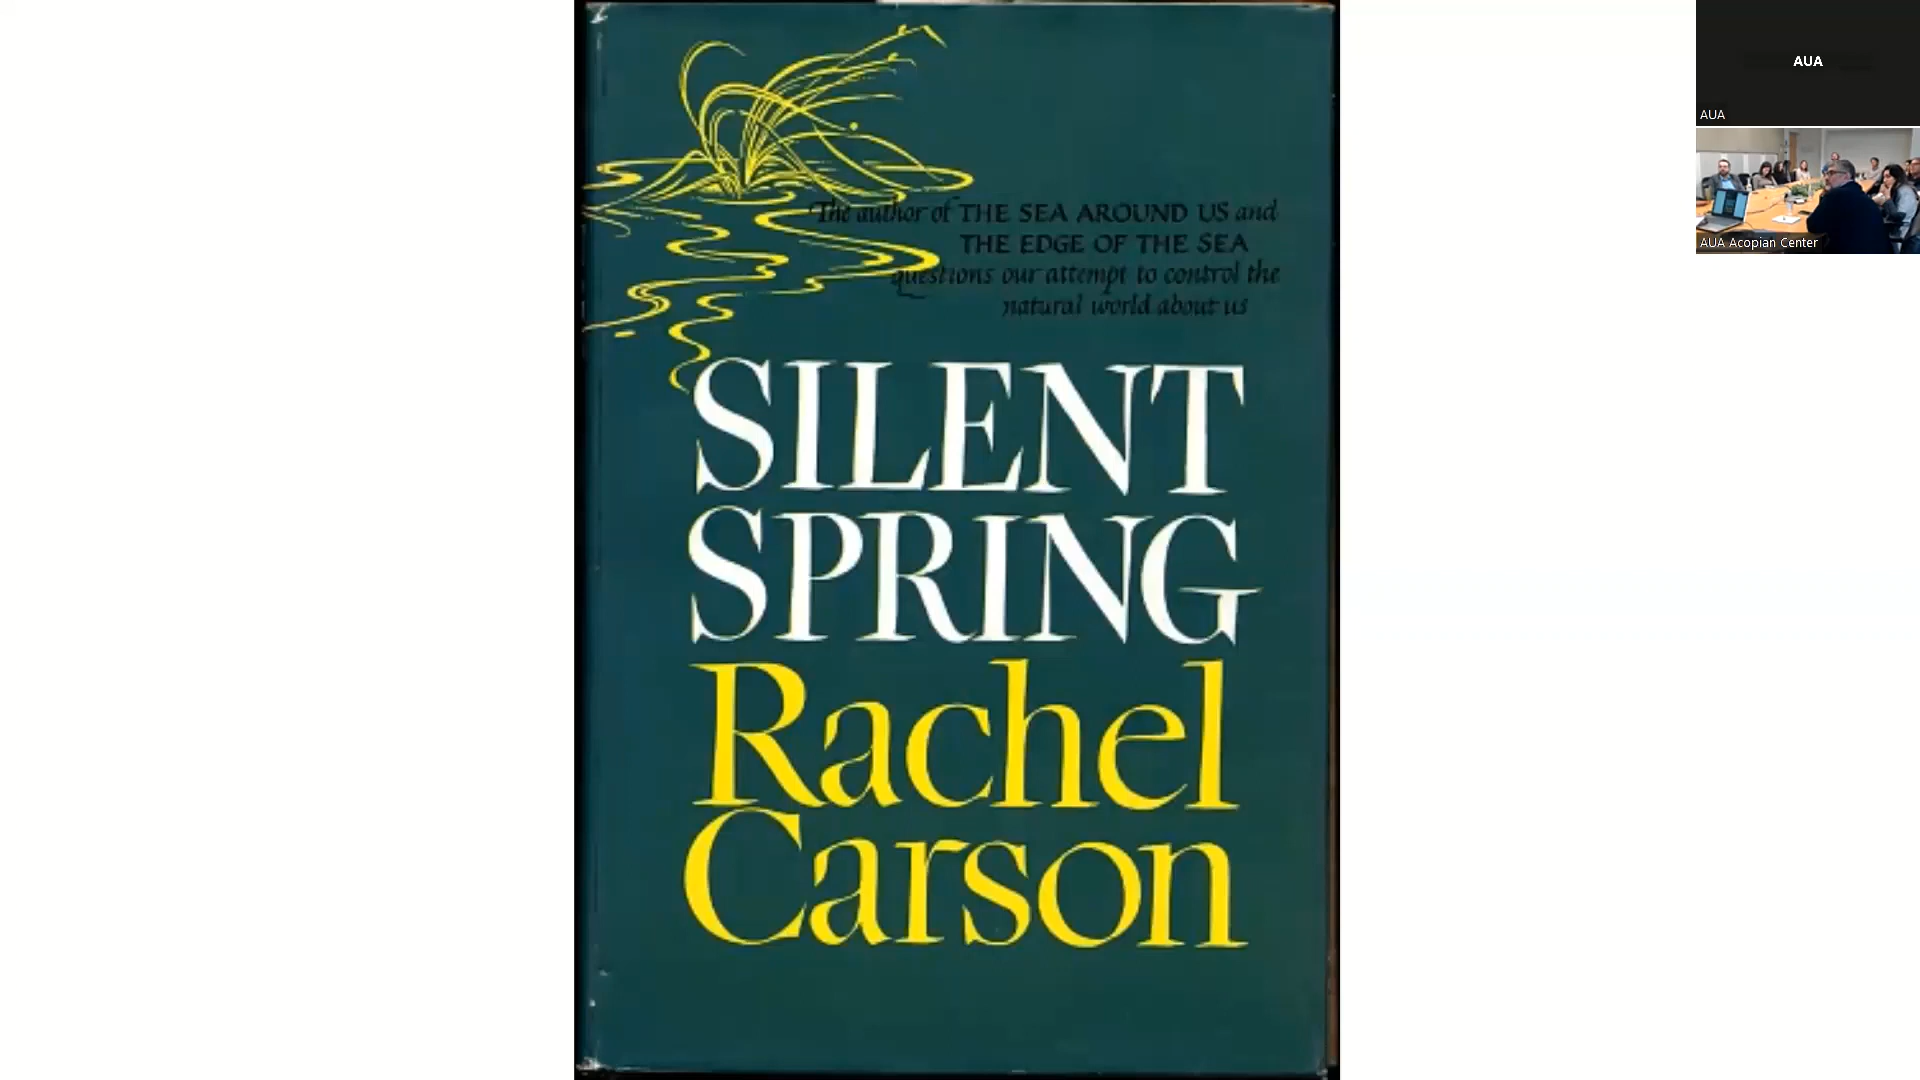 The author of THE SEA AROUND US and
THE EDGE OF THE SEA
questions our attempt to control the
natural world about us
SILENT
SPRING
Rachel
Carson
AUA
AUA
AUA Acopian Center